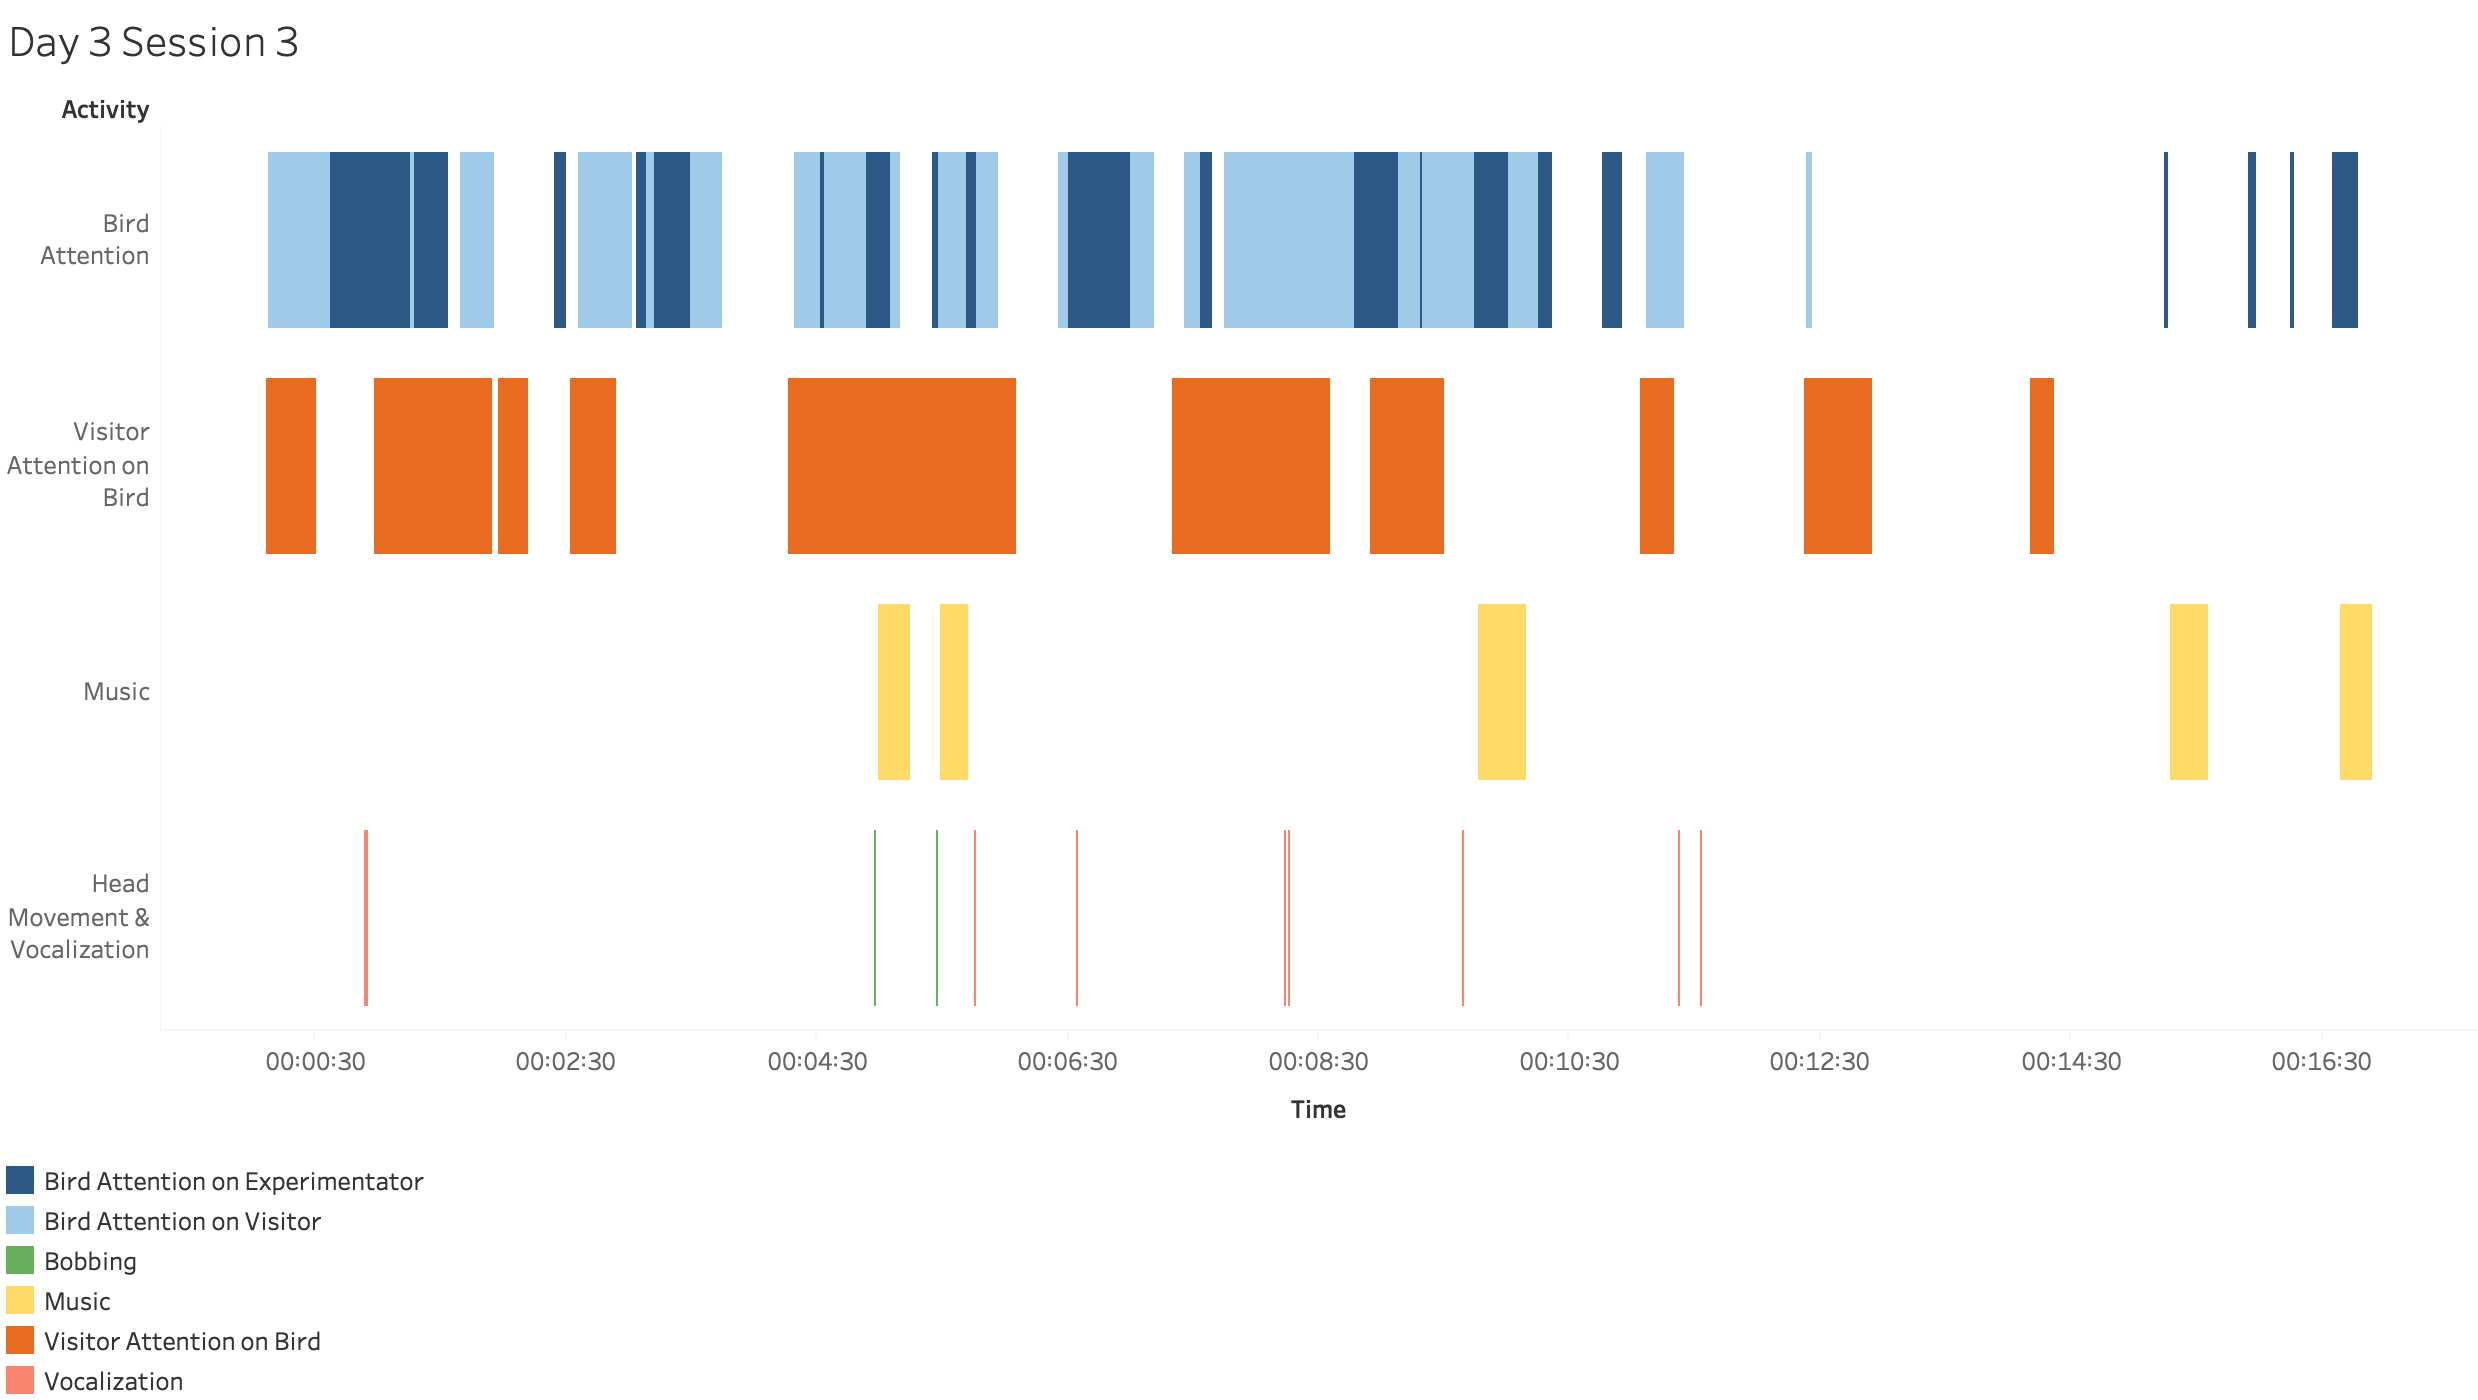 Day 3 Session 3
Activity
Bird
Attention
Visitor
Attention on
Bird
Music
Head
Movement &
Vocalization
00:00:30 00:02:30 00:04:30 00:06:30 00:08:30 00:10:30 00:12:30 00:14:30 00:16:30
Time
Bird Attention on Experimentator
Bird Attention on Visitor
Bobbing
Music
Visitor Attention on Bird
Vocalization